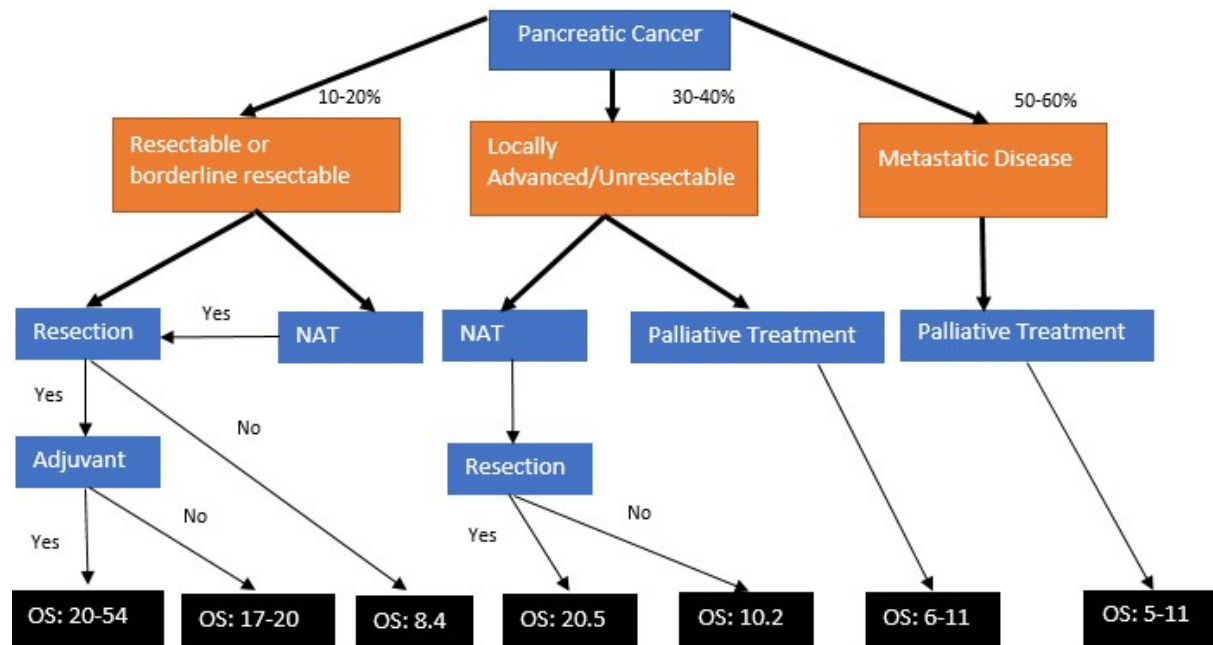 Pancreatic Cancer
10-20%
30-40%
50-60%
Resectable or
borderline resectable
Locally
Advanced/Unresectable
Metastatic Disease
Resection
Yes
NAT
NAT
Palliative Treatment
Palliative Treatment
Yes
No
Adjuvant
Resection
Yes
No
Yes
No
OS: 20-54
OS: 17-20
OS: 8.4
OS: 20.5
OS: 10.2
OS: 6-11
OS: 5-11